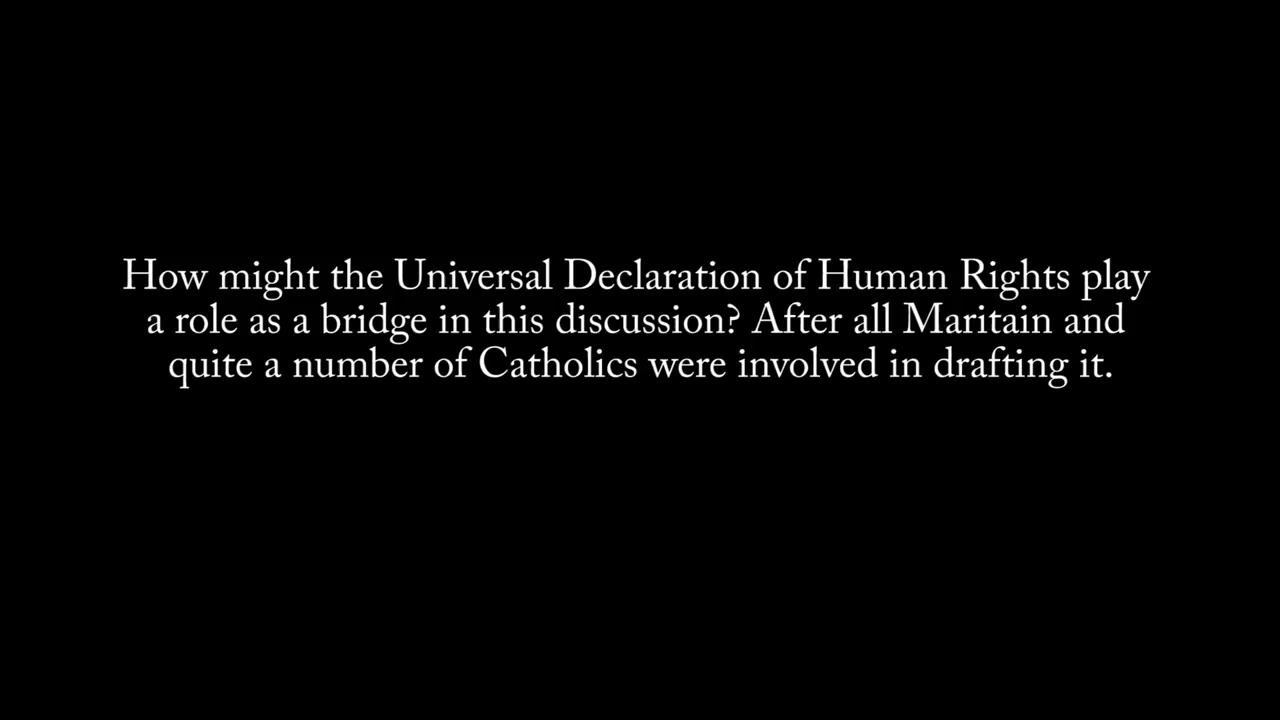 How might the Universal Declaration of Human Rights play
a role as a bridge in this discussion? After all Maritain and
quite a number of Catholics were involved in drafting it.